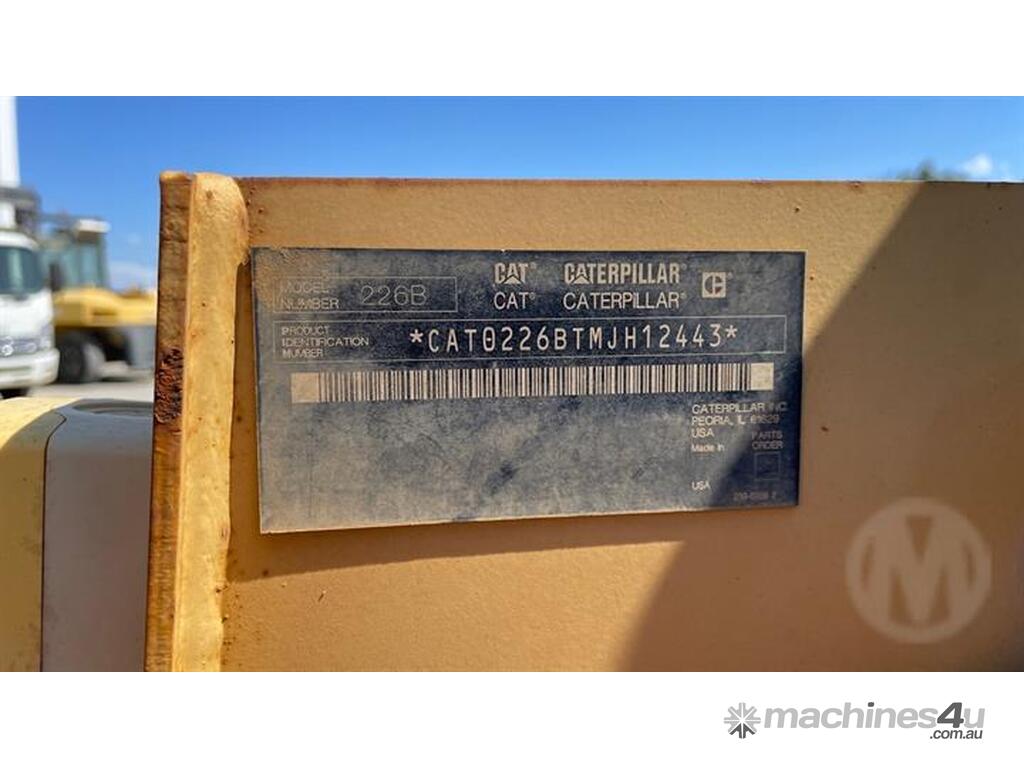 MODEL
NUMBER 226B
CAT® CATERPILLAR ®
CAT® CATERPILLAR®
PRODUCT
IDENTIFICATION
NUMBER
*CAT0226BTMJH12443*
CATERPILLAR INC.
PEORIA, IL 61629
USA
PARTS
ORDER
Made in
USA
M
machines4u
.com.au